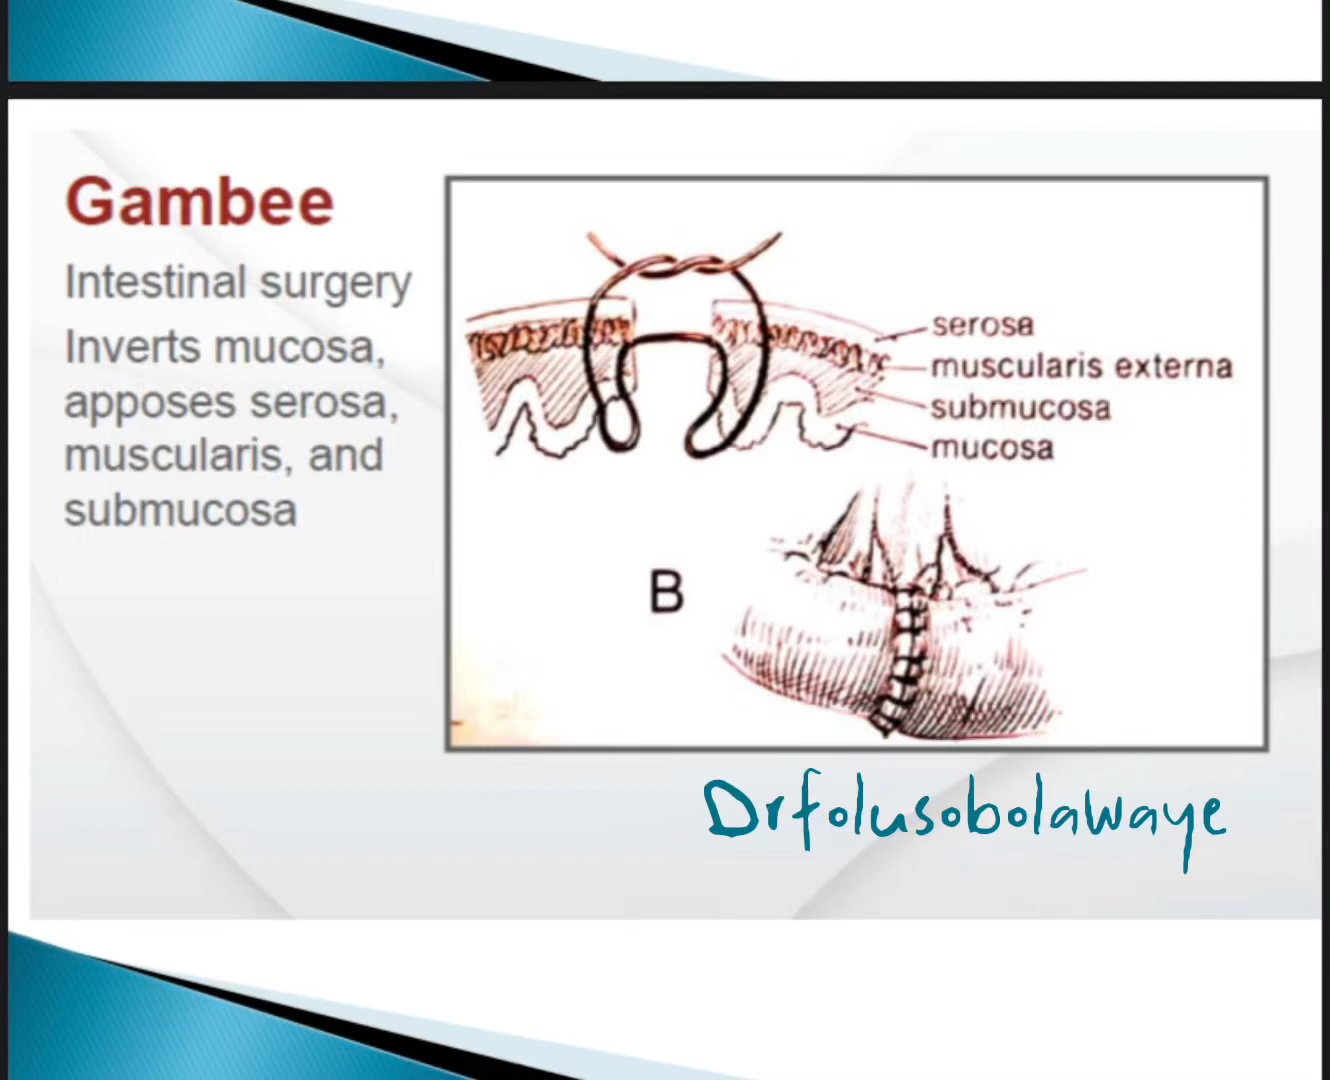 Gambee
Intestinal surgery
Inverts mucosa,
apposes serosa,
muscularis, and
submucosa
serosa
muscularis externa
submucosa
mucosa
B
Drfolusobolawaye